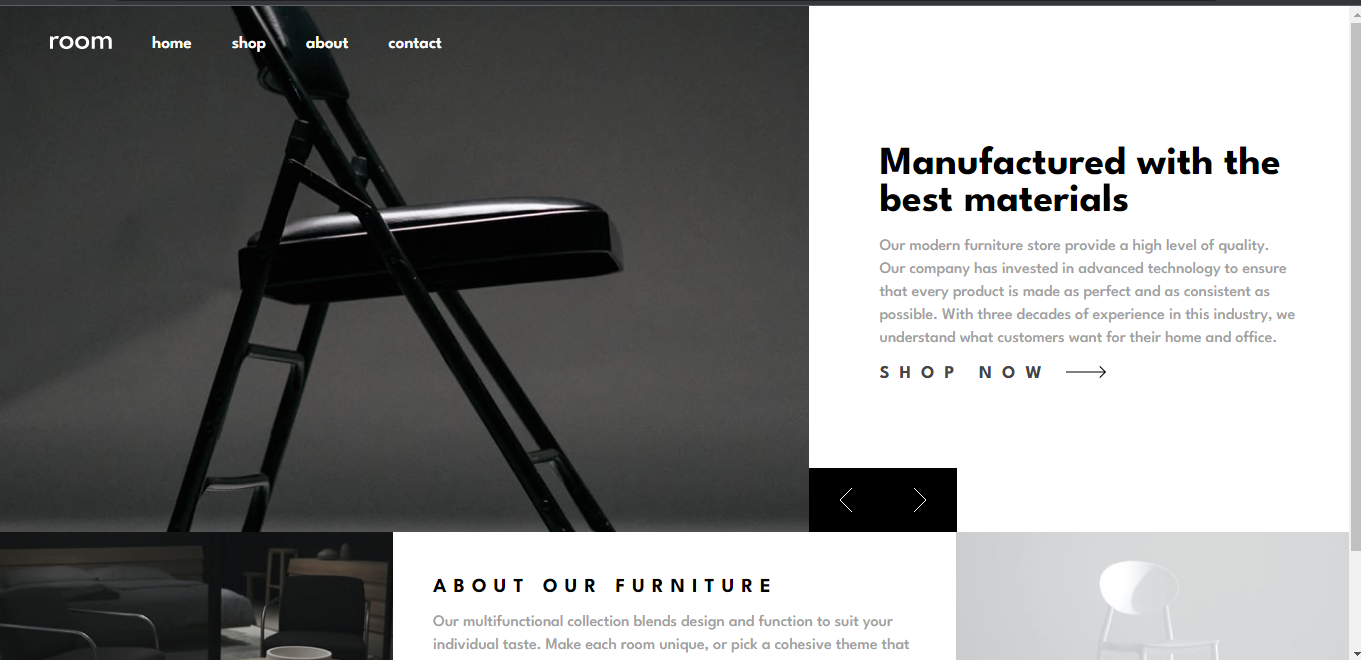 room home shop about contact
Manufactured with the
best materials
Our modern furniture store provide a high level of quality.
Our company has invested in advanced technology to ensure
that every product is made as perfect and as consistent as
possible. With three decades of experience in this industry, we
understand what customers want for their home and office.
SHOP NOW
ABOUT OUR FURNITURE
Our multifunctional collection blends design and function to suit your
individual taste. Make each room unique, or pick a cohesive theme that